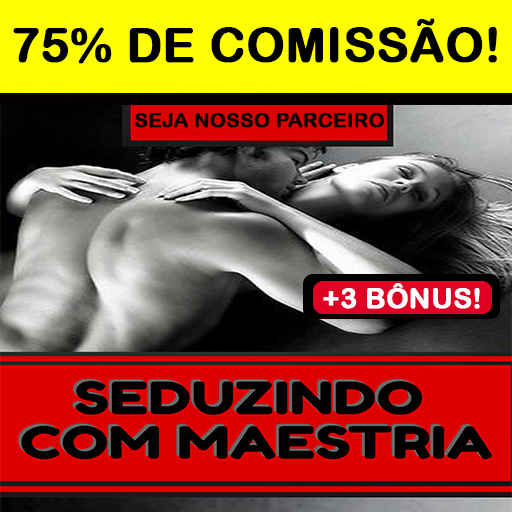 75% DE COMISSÃO!
SEJA NOSSO PARCEIRO
+3 BÔNUS!
SEDUZINDO
COM MAESTRIA